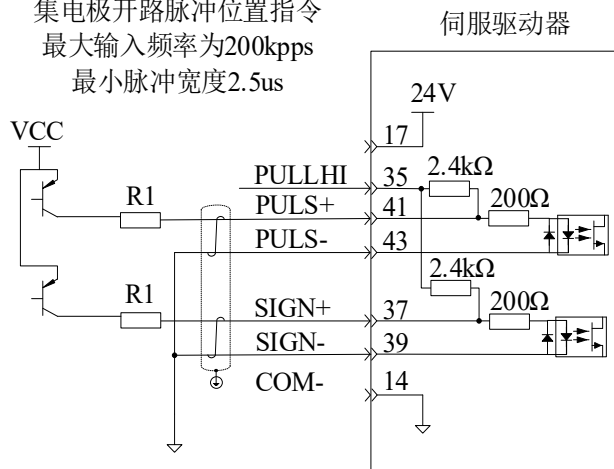 集电极开路脉冲位置指令
最大输入频率为200kpps
最小脉冲宽度2.5us
伺服驱动器
24V
VCC
17
PULLHI
35
2.4kΩ
R1
PULS+
41
200Ω
PULS-
43
2.4kΩ
R1
SIGN+
37
200Ω
SIGN-
39
COM-
14